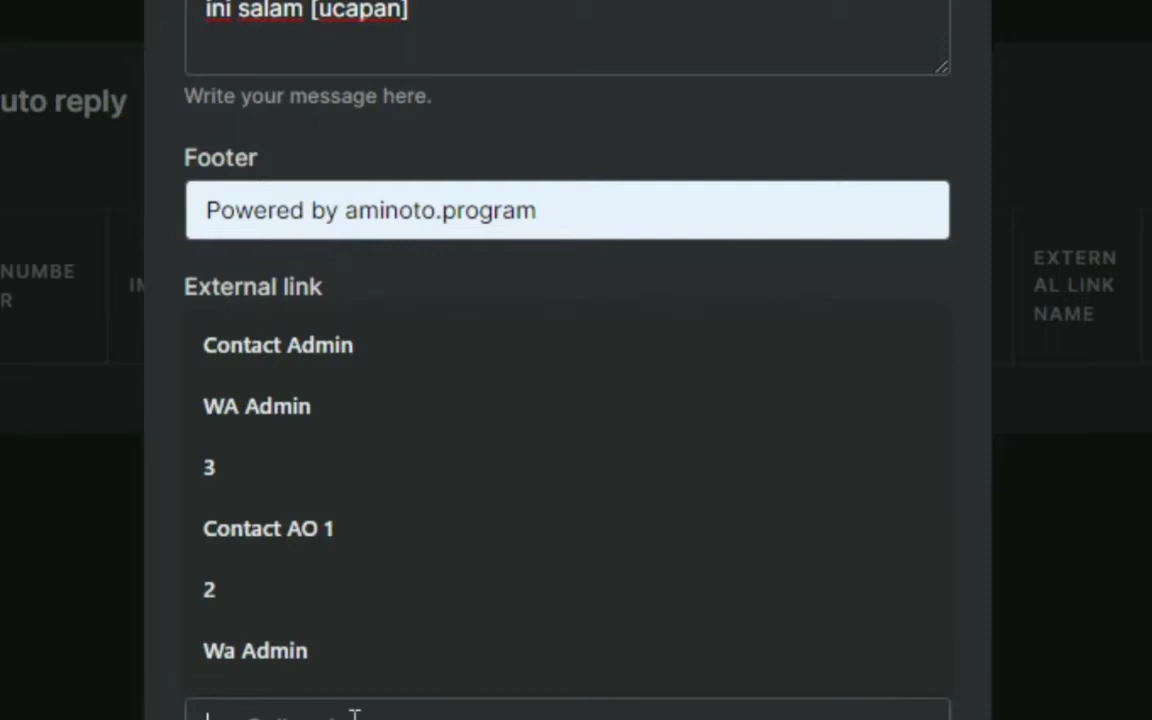 ini salam [ucapan]
Write your message here.
uto reply
Footer
Powered by aminoto.program
External link
NUMBE
R
IM
EXTERN
AL LINK
NAME
Contact Admin
WA Admin
3
Contact AO 1
2
Wa Admin